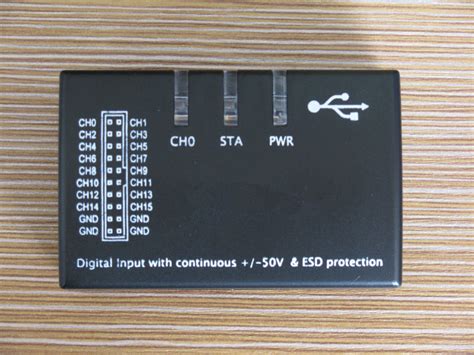 CH0 STA PWR
CH0 CH1
CH2 CH3
CH4 CH5
CH6 CH7
CH8 CH9
CH10 CH11
CH12 CH13
CH14 CH15
GND GND
GND GND
Digital Input with continuous +/-50V & ESD protection